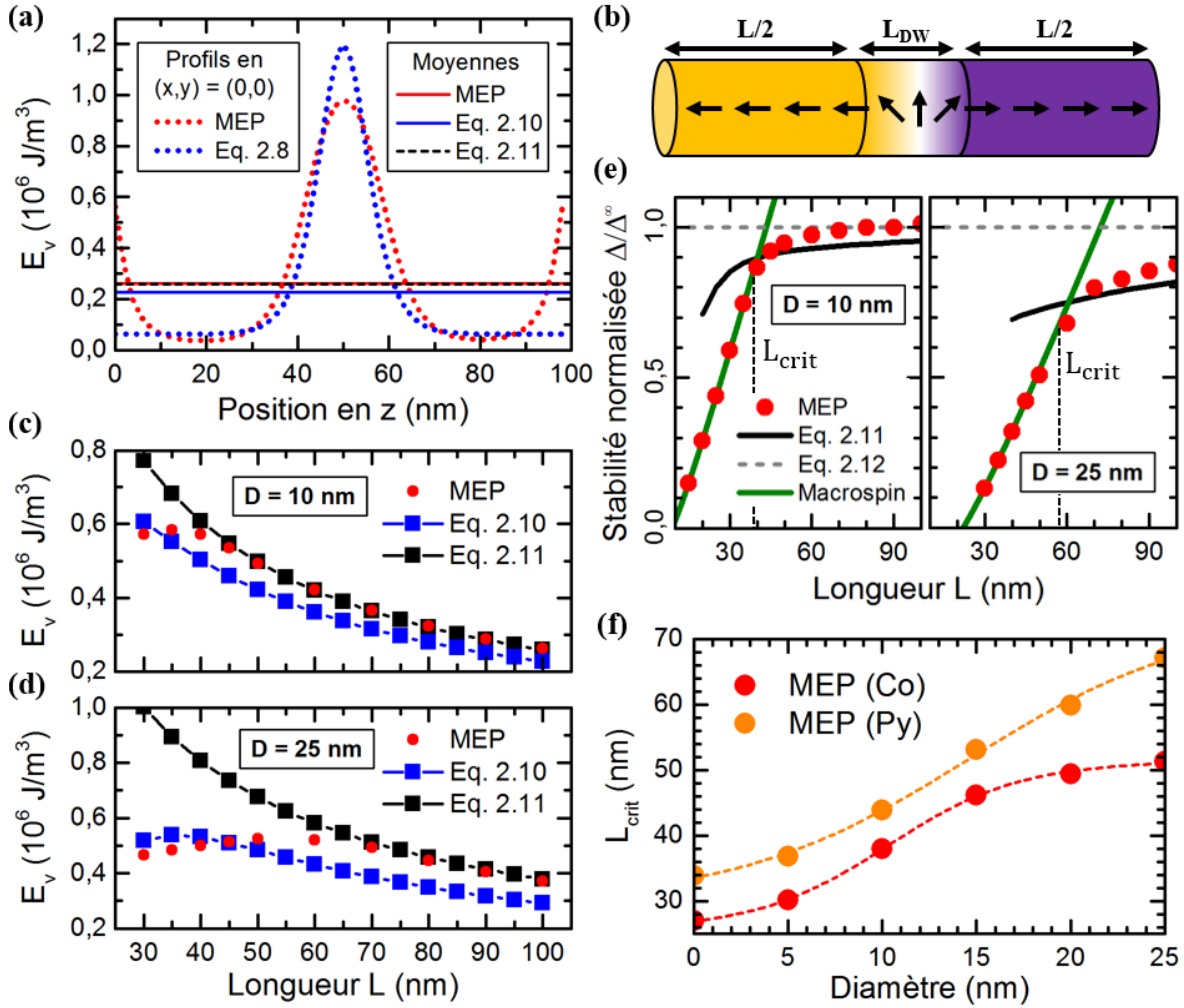 (a)
E_v (10^6 J/m^3)
1,2
1,0
0,8
0,6
0,4
0,2
0,0
Profils en
(x,y) = (0,0)
MEP
Eq. 2.8
Moyennes
MEP
Eq. 2.10
Eq. 2.11
0 20 40 60 80 100
Position en z (nm)
(b)
L/2 L_DW L/2
(c)
E_v (10^6 J/m^3)
0,8
0,6
0,4
0,2
D = 10 nm
MEP
Eq. 2.10
Eq. 2.11
(d)
E_v (10^6 J/m^3)
1,0
0,8
0,6
0,4
0,2
D = 25 nm
MEP
Eq. 2.10
Eq. 2.11
30 40 50 60 70 80 90 100
Longueur L (nm)
(e)
Stabilité normalisée Δ/Δ^∞
1,0
0,5
0,0
D = 10 nm
L_crit
MEP
Eq. 2.11
Eq. 2.12
Macrospin
L_crit
D = 25 nm
30 60 90 30 60 90
Longueur L (nm)
(f)
L_crit (nm)
70
60
50
40
30
MEP (Co)
MEP (Py)
0 5 10 15 20 25
Diamètre (nm)